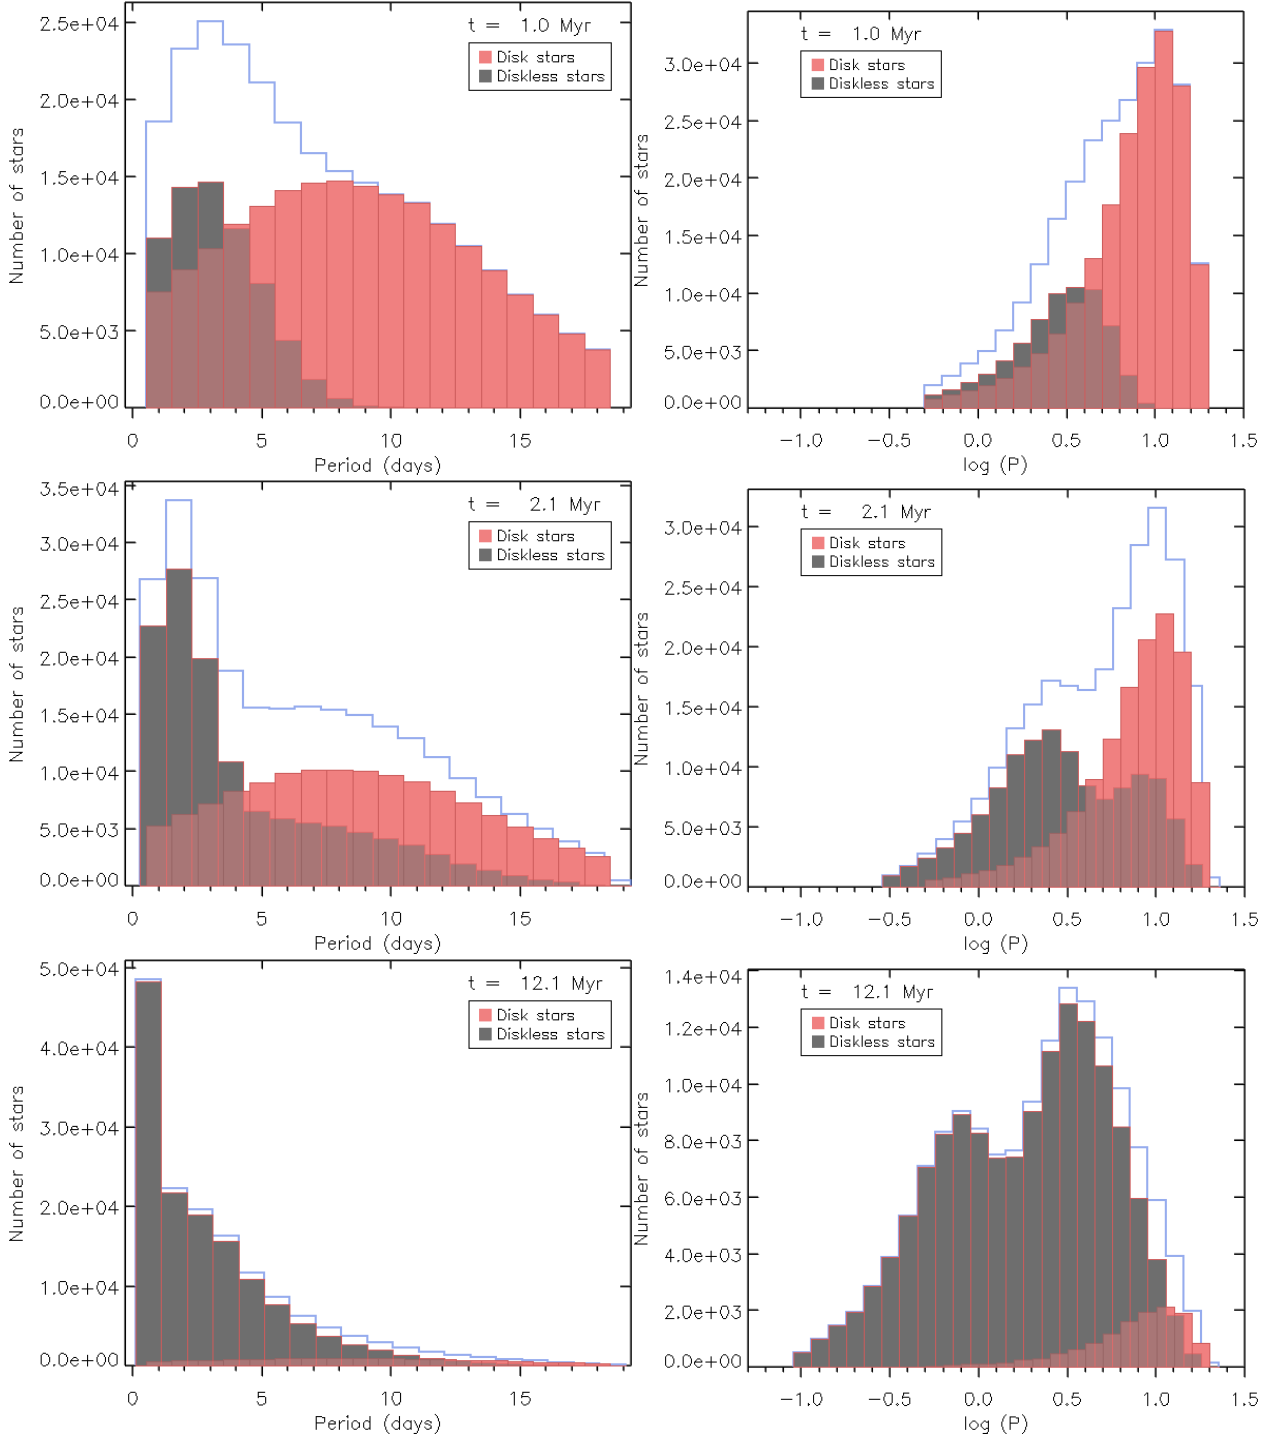 2.5e+04
2.0e+04
1.5e+04
1.0e+04
5.0e+03
0.0e+00
Number of stars
t = 1.0 Myr
Disk stars
Diskless stars
0 5 10 15
Period (days)
3.0e+04
2.5e+04
2.0e+04
1.5e+04
1.0e+04
5.0e+03
0.0e+00
Number of stars
t = 1.0 Myr
Disk stars
Diskless stars
-1.0 -0.5 0.0 0.5 1.0 1.5
log (P)
3.5e+04
3.0e+04
2.5e+04
2.0e+04
1.5e+04
1.0e+04
5.0e+03
0.0e+00
Number of stars
t = 2.1 Myr
Disk stars
Diskless stars
0 5 10 15
Period (days)
3.0e+04
2.5e+04
2.0e+04
1.5e+04
1.0e+04
5.0e+03
0.0e+00
Number of stars
t = 2.1 Myr
Disk stars
Diskless stars
-1.0 -0.5 0.0 0.5 1.0 1.5
log (P)
5.0e+04
4.0e+04
3.0e+04
2.0e+04
1.0e+04
0.0e+00
Number of stars
t = 12.1 Myr
Disk stars
Diskless stars
0 5 10 15
Period (days)
1.4e+04
1.2e+04
1.0e+04
8.0e+03
6.0e+03
4.0e+03
2.0e+03
0.0e+00
Number of stars
t = 12.1 Myr
Disk stars
Diskless stars
-1.0 -0.5 0.0 0.5 1.0 1.5
log (P)